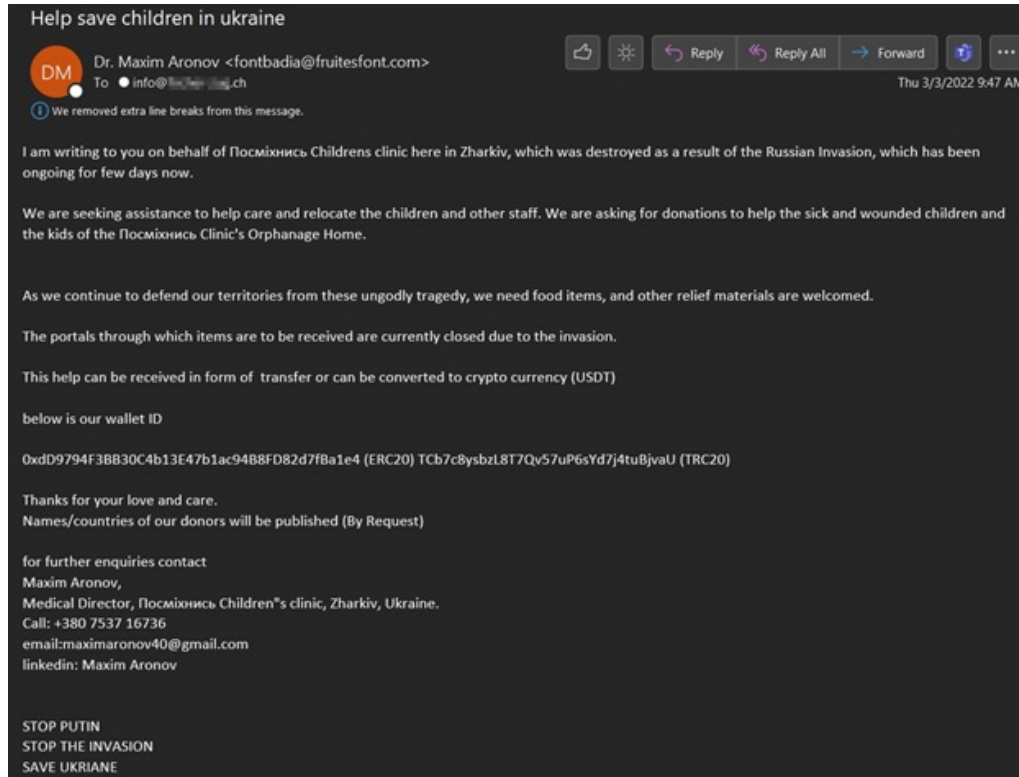 Help save children in ukraine
DM
Dr. Maxim Aronov <fontbadia@fruitesfont.com>
To info@ .ch
Reply
Reply All
Forward
Thu 3/3/2022 9:47 AM
We removed extra line breaks from this message.
I am writing to you on behalf of Посміхнись Childrens clinic here in Zharkiv, which was destroyed as a result of the Russian Invasion, which has been
ongoing for few days now.
We are seeking assistance to help care and relocate the children and other staff. We are asking for donations to help the sick and wounded children and
the kids of the Посміхнись Clinic's Orphanage Home.
As we continue to defend our territories from these ungodly tragedy, we need food items, and other relief materials are welcomed.
The portals through which items are to be received are currently closed due to the invasion.
This help can be received in form of transfer or can be converted to crypto currency (USDT)
below is our wallet ID
0xdD9794F3BB30C4b13E47b1ac94B8FD82d7fBa1e4 (ERC20) TCb7c8ysbzL8T7Qv57uP6sYd7j4tuBjvaU (TRC20)
Thanks for your love and care.
Names/countries of our donors will be published (By Request)
for further enquiries contact
Maxim Aronov,
Medical Director, Посміхнись Children"s clinic, Zharkiv, Ukraine.
Call: +380 7537 16736
email:maximaronov40@gmail.com
linkedin: Maxim Aronov
STOP PUTIN
STOP THE INVASION
SAVE UKRIANE